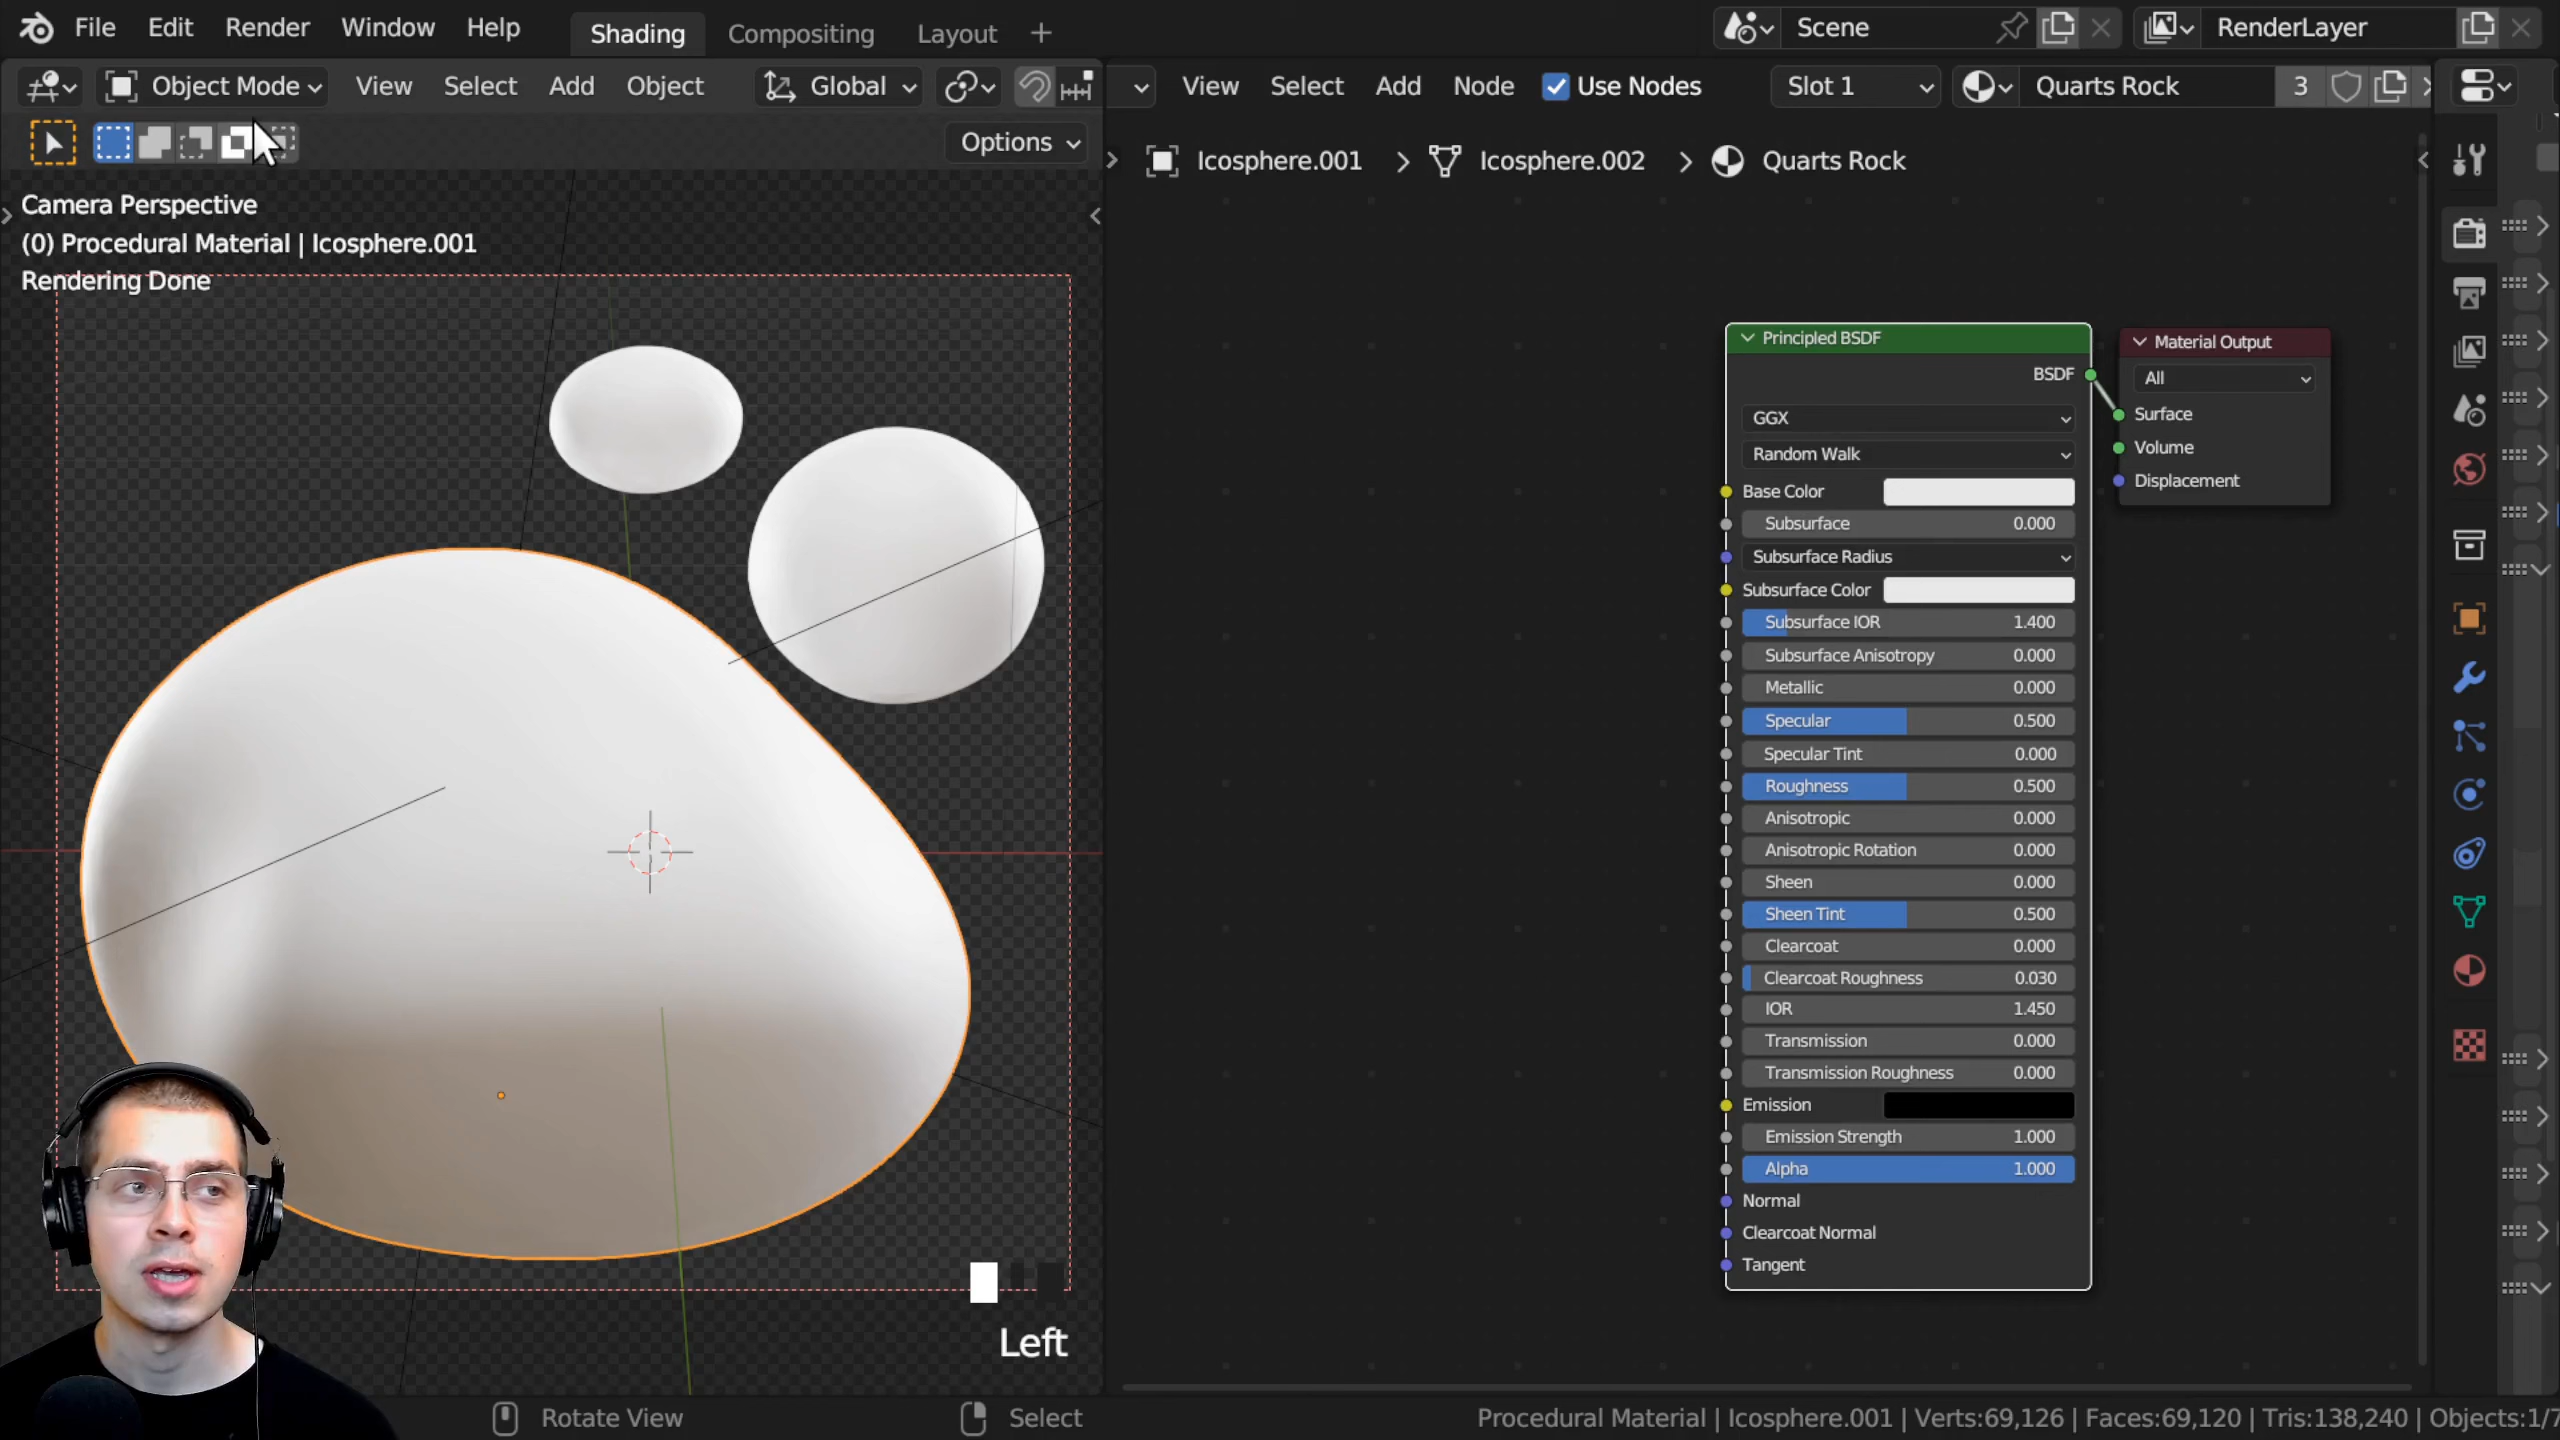 File Edit Render Window Help Shading Compositing Layout + Scene RenderLayer
Object Mode View Select Add Object Global View Select Add Node Use Nodes Slot 1 Quarts Rock 3
Options
Icosphere.001 > Icosphere.002 > Quarts Rock
Camera Perspective
(0) Procedural Material | Icosphere.001
Rendering Done
Principled BSDF
BSDF
GGX
Random Walk
Base Color
Subsurface 0.000
Subsurface Radius
Subsurface Color
Subsurface IOR 1.400
Subsurface Anisotropy 0.000
Metallic 0.000
Specular 0.500
Specular Tint 0.000
Roughness 0.500
Anisotropic 0.000
Anisotropic Rotation 0.000
Sheen 0.000
Sheen Tint 0.500
Clearcoat 0.000
Clearcoat Roughness 0.030
IOR 1.450
Transmission 0.000
Transmission Roughness 0.000
Emission
Emission Strength 1.000
Alpha 1.000
Normal
Clearcoat Normal
Tangent
Material Output
All
Surface
Volume
Displacement
Left
Rotate View Select Procedural Material | Icosphere.001 | Verts:69,126 | Faces:69,120 | Tris:138,240 | Objects:1/7